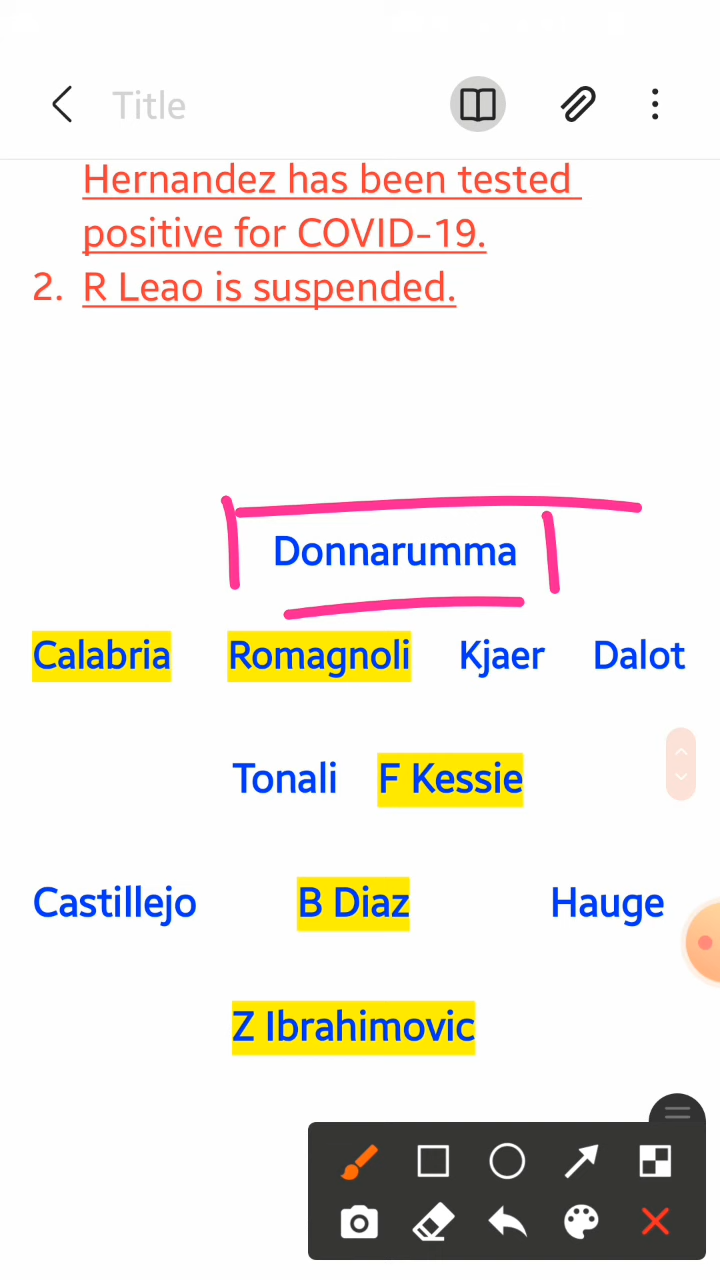 Title
Hernandez has been tested
positive for COVID-19.
2. R Leao is suspended.
Donnarumma
Calabria Romagnoli Kjaer Dalot
Tonali F Kessie
Castillejo B Diaz Hauge
Z Ibrahimovic